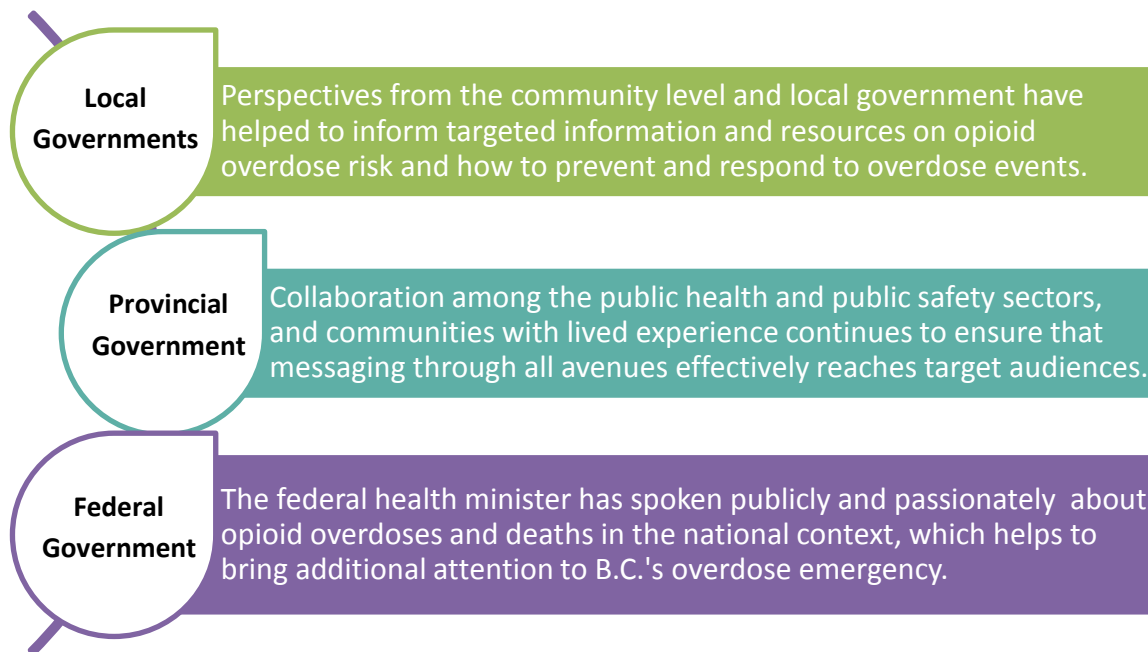 Local
Governments
Perspectives from the community level and local government have
helped to inform targeted information and resources on opioid
overdose risk and how to prevent and respond to overdose events.
Provincial
Government
Collaboration among the public health and public safety sectors,
and communities with lived experience continues to ensure that
messaging through all avenues effectively reaches target audiences.
Federal
Government
The federal health minister has spoken publicly and passionately  about
opioid overdoses and deaths in the national context, which helps to
bring additional attention to B.C.'s overdose emergency.